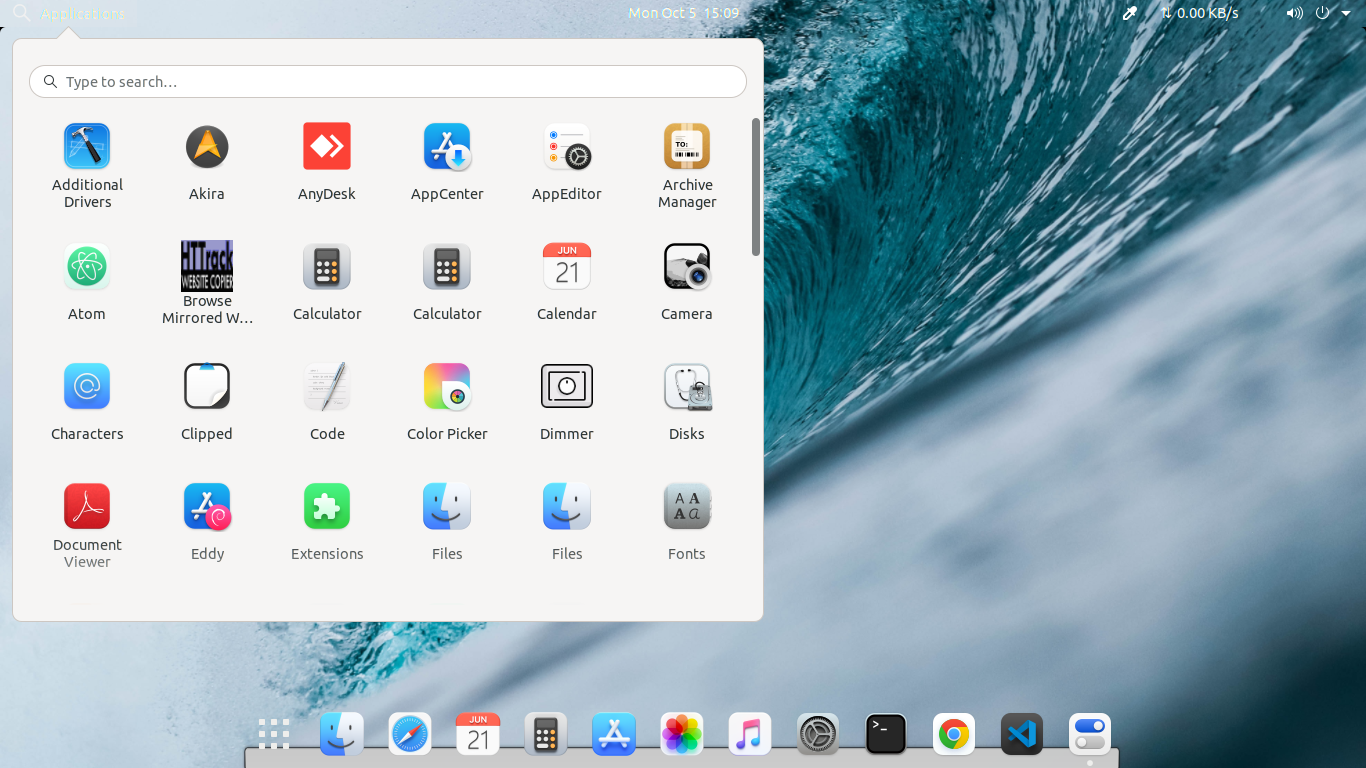 Applications
Mon Oct 5 15:09
0.00 KB/s
Type to search...
Additional
Drivers
Akira
AnyDesk
AppCenter
AppEditor
TO:
Archive
Manager
Atom
HTTrack
WEBSITE COPIER
Browse
Mirrored W...
Calculator
Calculator
JUN
21
Calendar
Camera
Characters
Clipped
Code
Color Picker
Dimmer
Disks
Document
Viewer
Eddy
Extensions
Files
Files
A A
A a
Fonts
JUN
21
>_